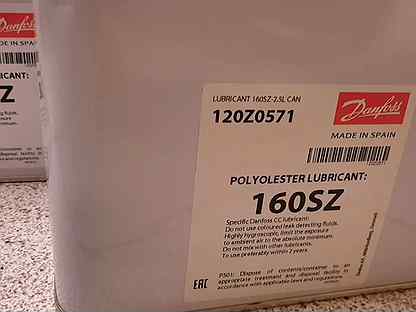 Danfoss
DE IN SPAIN
ICANT:
Z
LUBRICANT 160SZ-2.5L CAN
120Z0571
Danfoss
MADE IN SPAIN
POLYOLESTER LUBRICANT:
160SZ
Specific Danfoss CC lubricant:
Do not use coloured leak detecting fluids.
Highly hygroscopic, limit the exposure
to ambient air to the absolute minimum.
Do not mix with other lubricants.
To use preferably within 2 years.
EAC
P501: Dispose of contents/container to an
appropriate treatment and disposal facility in
accordance with applicable laws and regulations